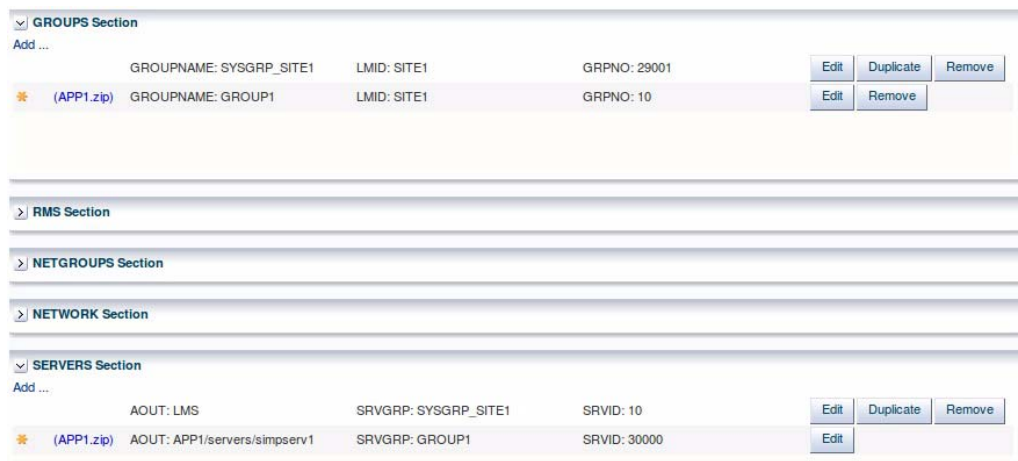 GROUPS Section
Add ...
GROUPNAME: SYSGRP_SITE1 LMID: SITE1 GRPNO: 29001 Edit Duplicate Remove
(APP1.zip) GROUPNAME: GROUP1 LMID: SITE1 GRPNO: 10 Edit Remove
RMS Section
NETGROUPS Section
NETWORK Section
SERVERS Section
Add ...
AOUT: LMS SRVGRP: SYSGRP_SITE1 SRVID: 10 Edit Duplicate Remove
(APP1.zip) AOUT: APP1/servers/simpserv1 SRVGRP: GROUP1 SRVID: 30000 Edit